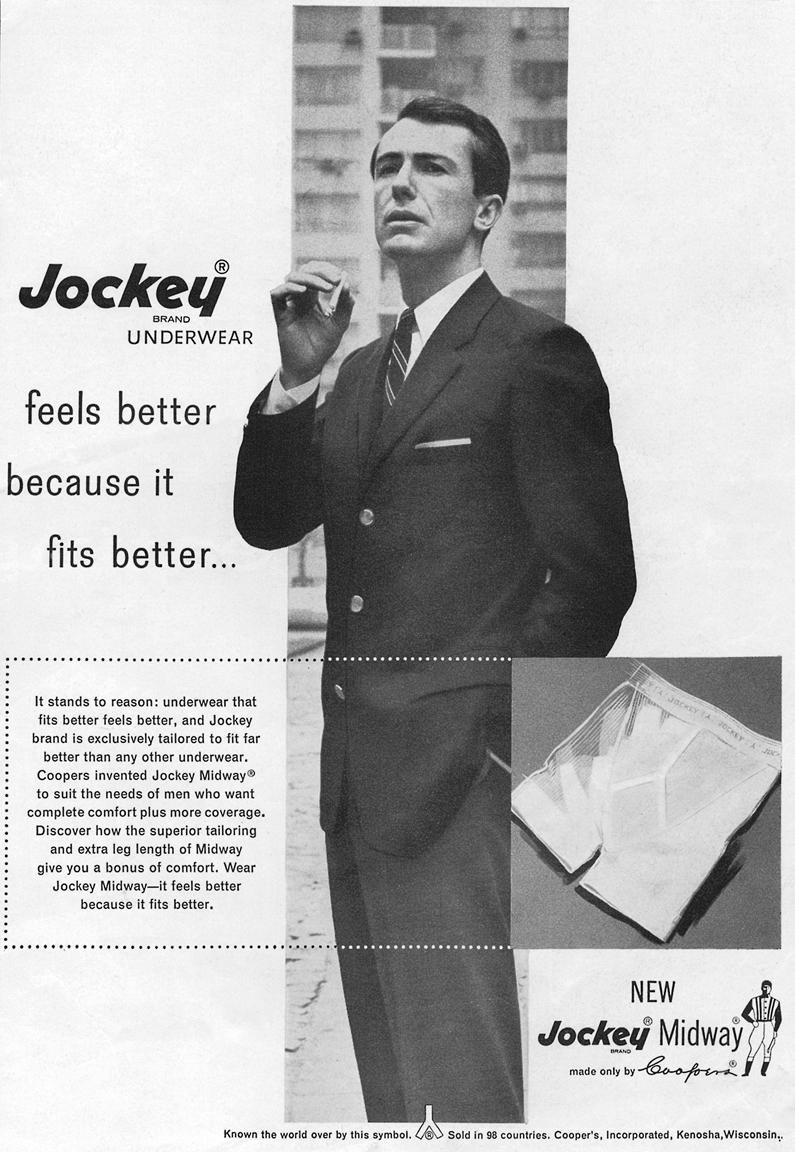 Jockey®
BRAND
UNDERWEAR
feels better
because it
fits better...
It stands to reason: underwear that
fits better feels better, and Jockey
brand is exclusively tailored to fit far
better than any other underwear.
Coopers invented Jockey Midway®
to suit the needs of men who want
complete comfort plus more coverage.
Discover how the superior tailoring
and extra leg length of Midway
give you a bonus of comfort. Wear
Jockey Midway—it feels better
because it fits better.
JOCKEY JOCKEY
NEW
Jockey® Midway®
BRAND
made only by Coopers®
Known the world over by this symbol. ® Sold in 98 countries. Cooper's, Incorporated, Kenosha,Wisconsin.